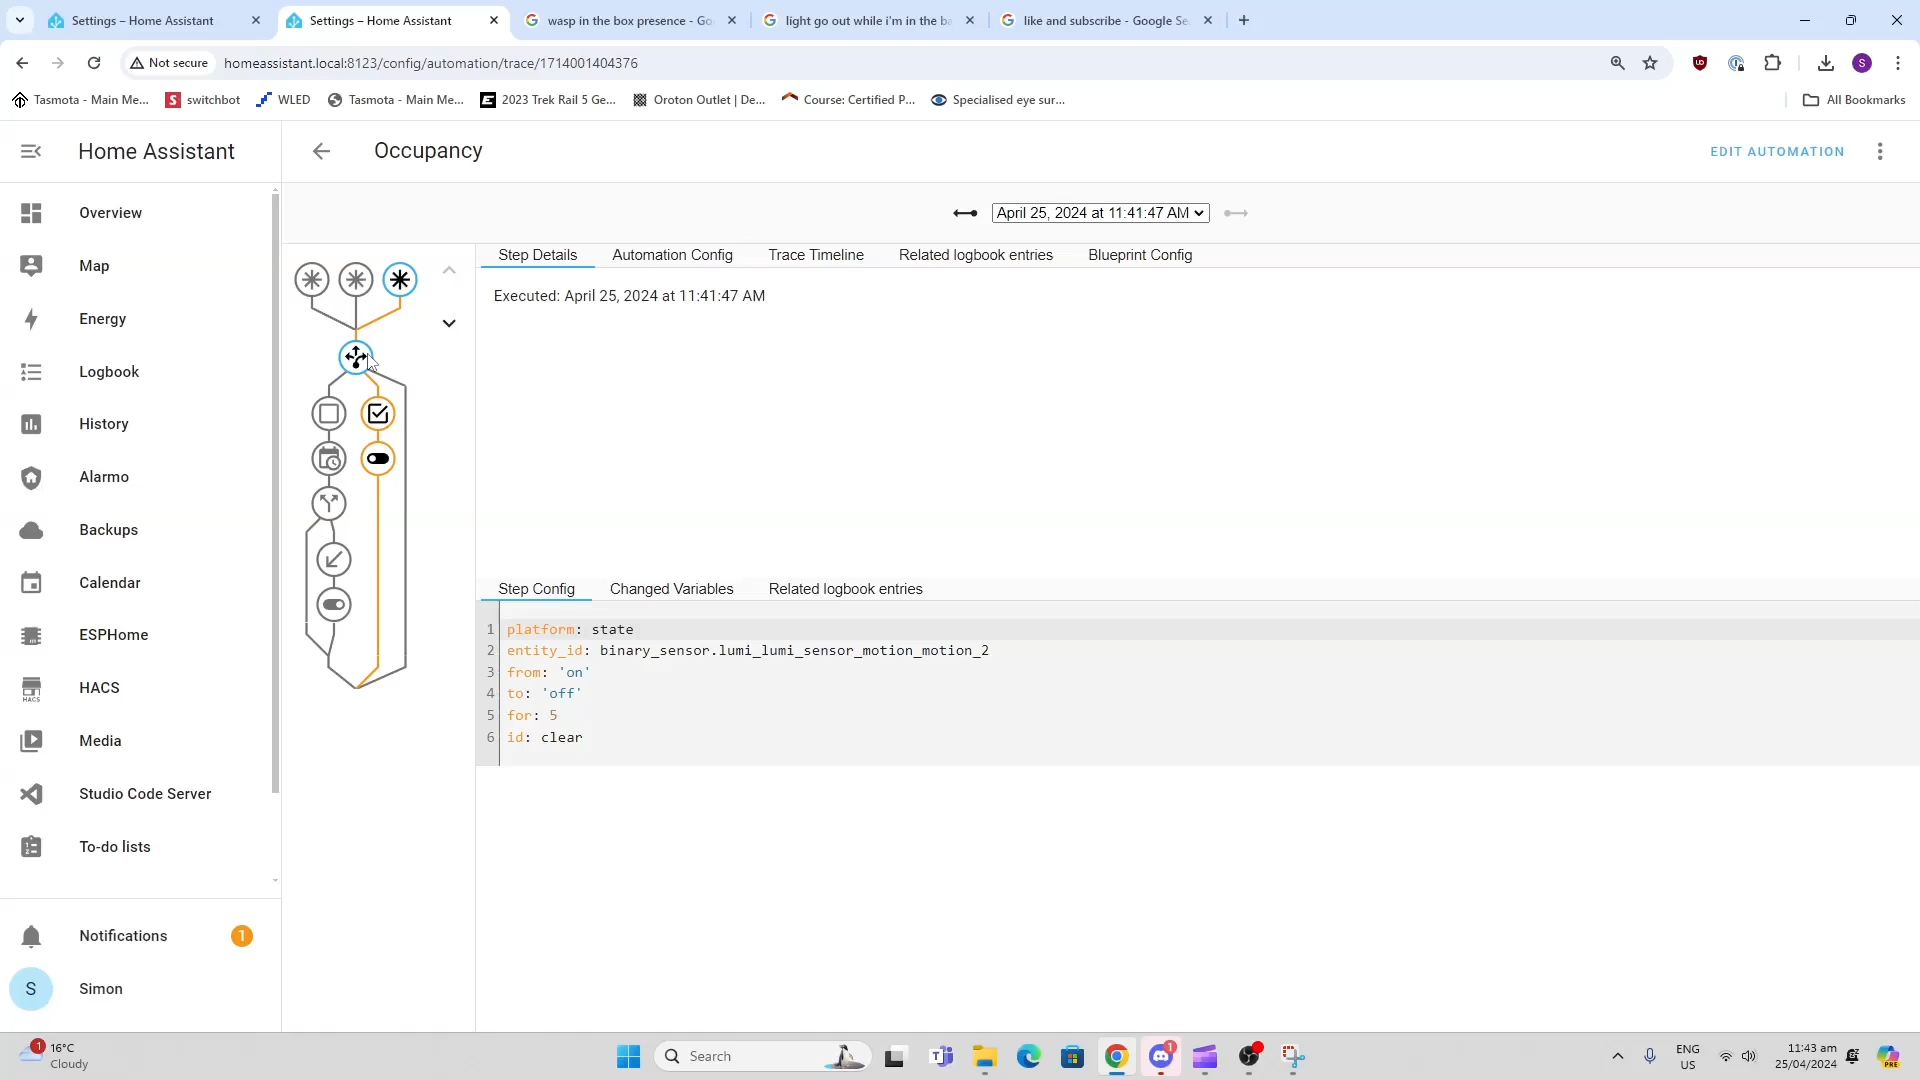 Settings – Home Assistant
Settings – Home Assistant
wasp in the box presence - Go
light go out while i'm in the ba
like and subscribe - Google Se
Not secure
homeassistant.local:8123/config/automation/trace/1714001404376
S
Tasmota - Main Me...
S switchbot
WLED
Tasmota - Main Me...
2023 Trek Rail 5 Ge...
Oroton Outlet | De...
Course: Certified P...
Specialised eye sur...
All Bookmarks
Home Assistant
Occupancy
EDIT AUTOMATION
Overview
Map
Energy
Logbook
History
Alarmo
Backups
Calendar
ESPHome
HACS
HACS
Media
Studio Code Server
To-do lists
Notifications
1
S
Simon
April 25, 2024 at 11:41:47 AM
Step Details
Automation Config
Trace Timeline
Related logbook entries
Blueprint Config
Executed: April 25, 2024 at 11:41:47 AM
Step Config
Changed Variables
Related logbook entries
1 platform: state
2 entity_id: binary_sensor.lumi_lumi_sensor_motion_motion_2
3 from: 'on'
4 to: 'off'
5 for: 5
6 id: clear
1
16°C
Cloudy
Search
1
ENG
US
11:43 am
25/04/2024
PRE